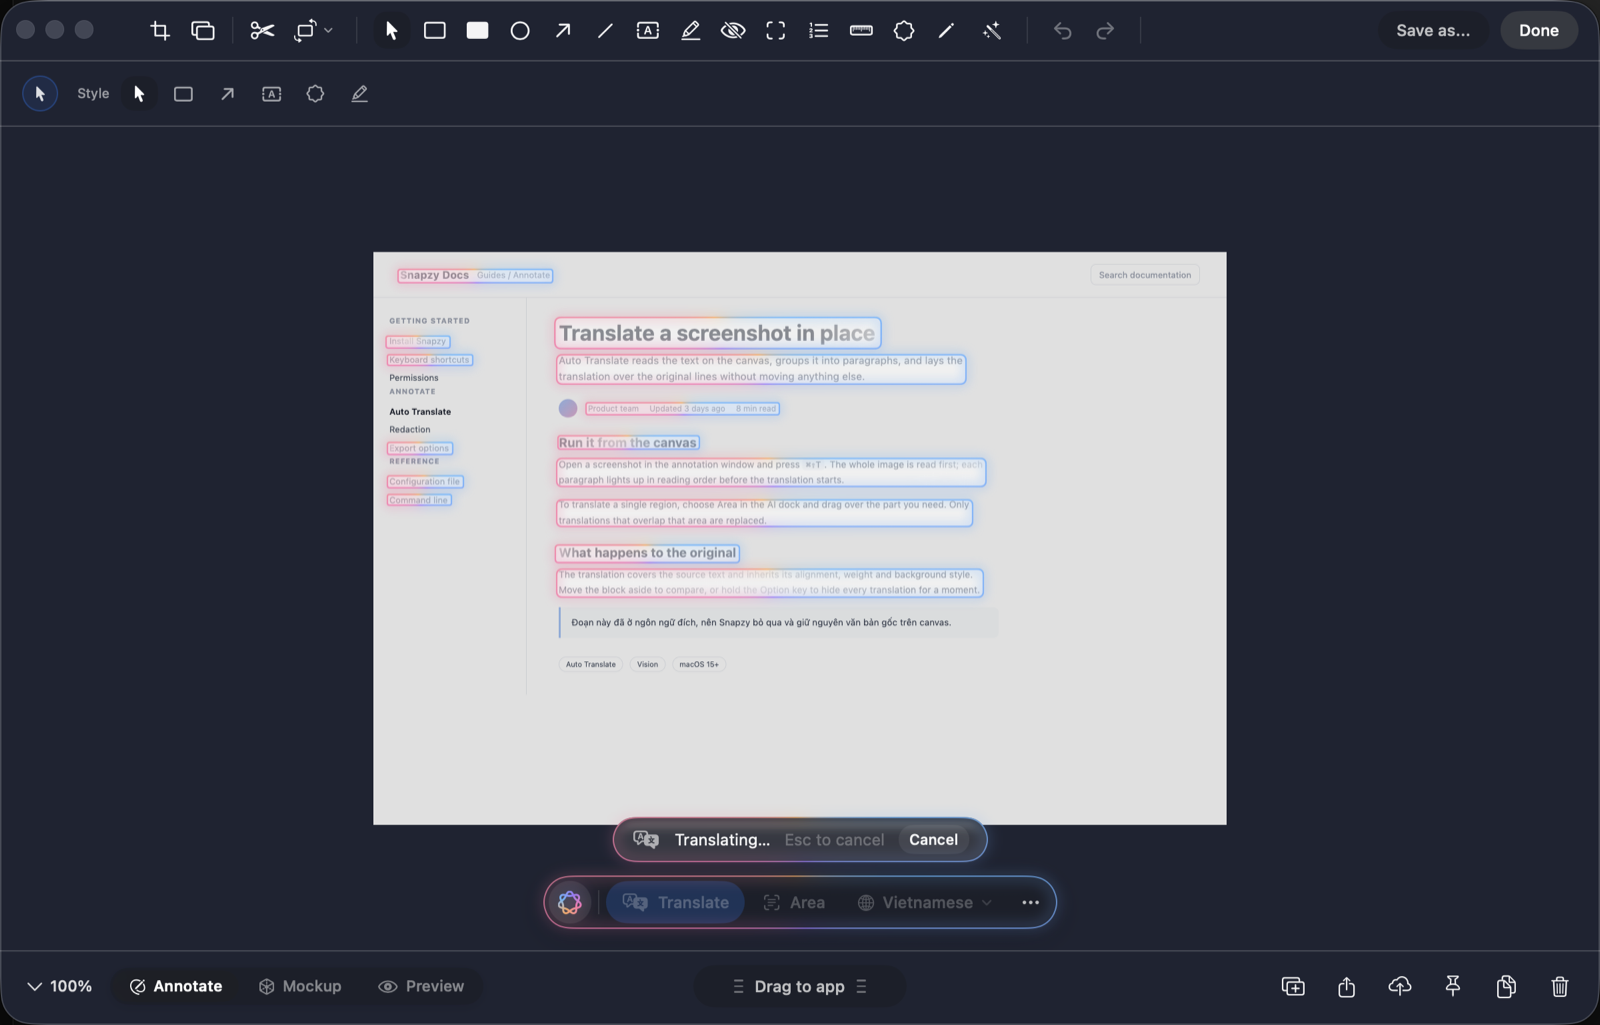 Save as...
Done
Style
Snapzy Docs Guides / Annotate
Search documentation
GETTING STARTED
Install Snapzy
Keyboard shortcuts
Permissions
ANNOTATE
Auto Translate
Redaction
Export options
REFERENCE
Configuration file
Command line
Translate a screenshot in place
Auto Translate reads the text on the canvas, groups it into paragraphs, and lays the
translation over the original lines without moving anything else.
Product team Updated 3 days ago 8 min read
Run it from the canvas
Open a screenshot in the annotation window and press ⌘⇧T . The whole image is read first; each
paragraph lights up in reading order before the translation starts.
To translate a single region, choose Area in the AI dock and drag over the part you need. Only
translations that overlap that area are replaced.
What happens to the original
The translation covers the source text and inherits its alignment, weight and background style.
Move the block aside to compare, or hold the Option key to hide every translation for a moment.
Đoạn này đã ở ngôn ngữ đích, nên Snapzy bỏ qua và giữ nguyên văn bản gốc trên canvas.
Auto Translate Vision macOS 15+
Translating... Esc to cancel Cancel
Translate Area Vietnamese
100% Annotate Mockup Preview
Drag to app